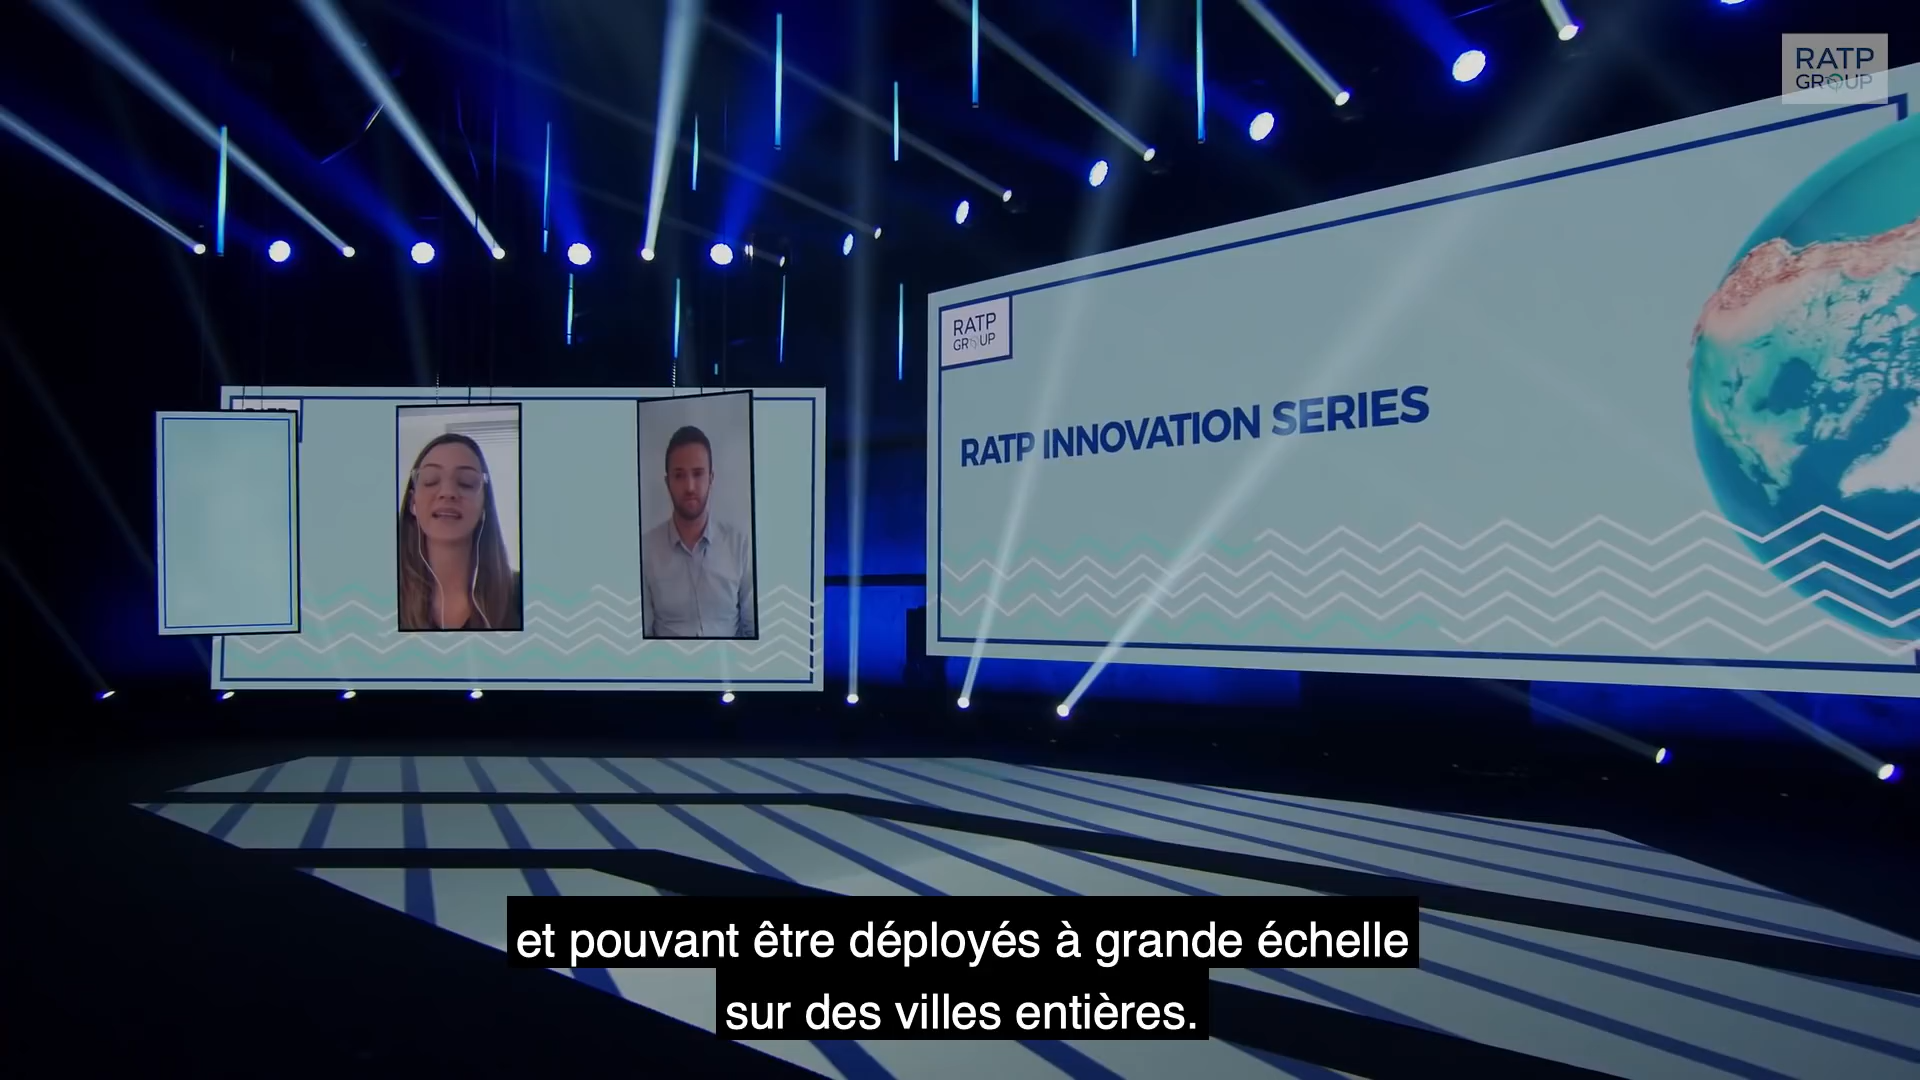 RATP
GROUP
RATP
GROUP
RATP INNOVATION SERIES
et pouvant être déployés à grande échelle
sur des villes entières.